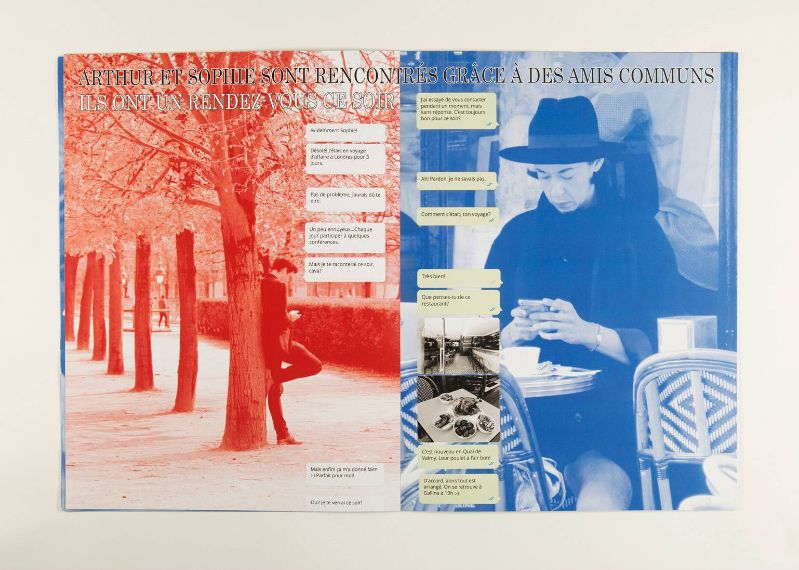 ARTHUR ET SOPHIE SONT RENCONTRÉS GRÂCE À DES AMIS COMMUNS
ILS ONT UN RENDEZ-VOUS CE SOIR
J'ai essayé de vous contacter
pendant un moment, mais
sans réponse. C'est toujours
bon pour ce soir?
Évidemment Sophie!
Désolé! J'étais en voyage
d'affaire à Londres pour 3
jours.
Ah! Pardon, je ne savais pas.
Pas de problème, j'aurais dû te
dire.
Comment c'était, ton voyage?
Un peu ennuyeux... Chaque
jour participer à quelques
conférences.
Mais je te raconterai ce soir,
cava?
Très bien!
Que penses-tu de ce
restaurant?
C'est nouveau en Quai de
Valmy. Leur poulet a l'air bon!
Mais enfin! ça m'a donné faim
:-) Parfait pour moi!
D'accord, alors tout est
arrangé. On se retrouve à
Gallina à 19h :-)
Oui! Je te verrai ce soir!